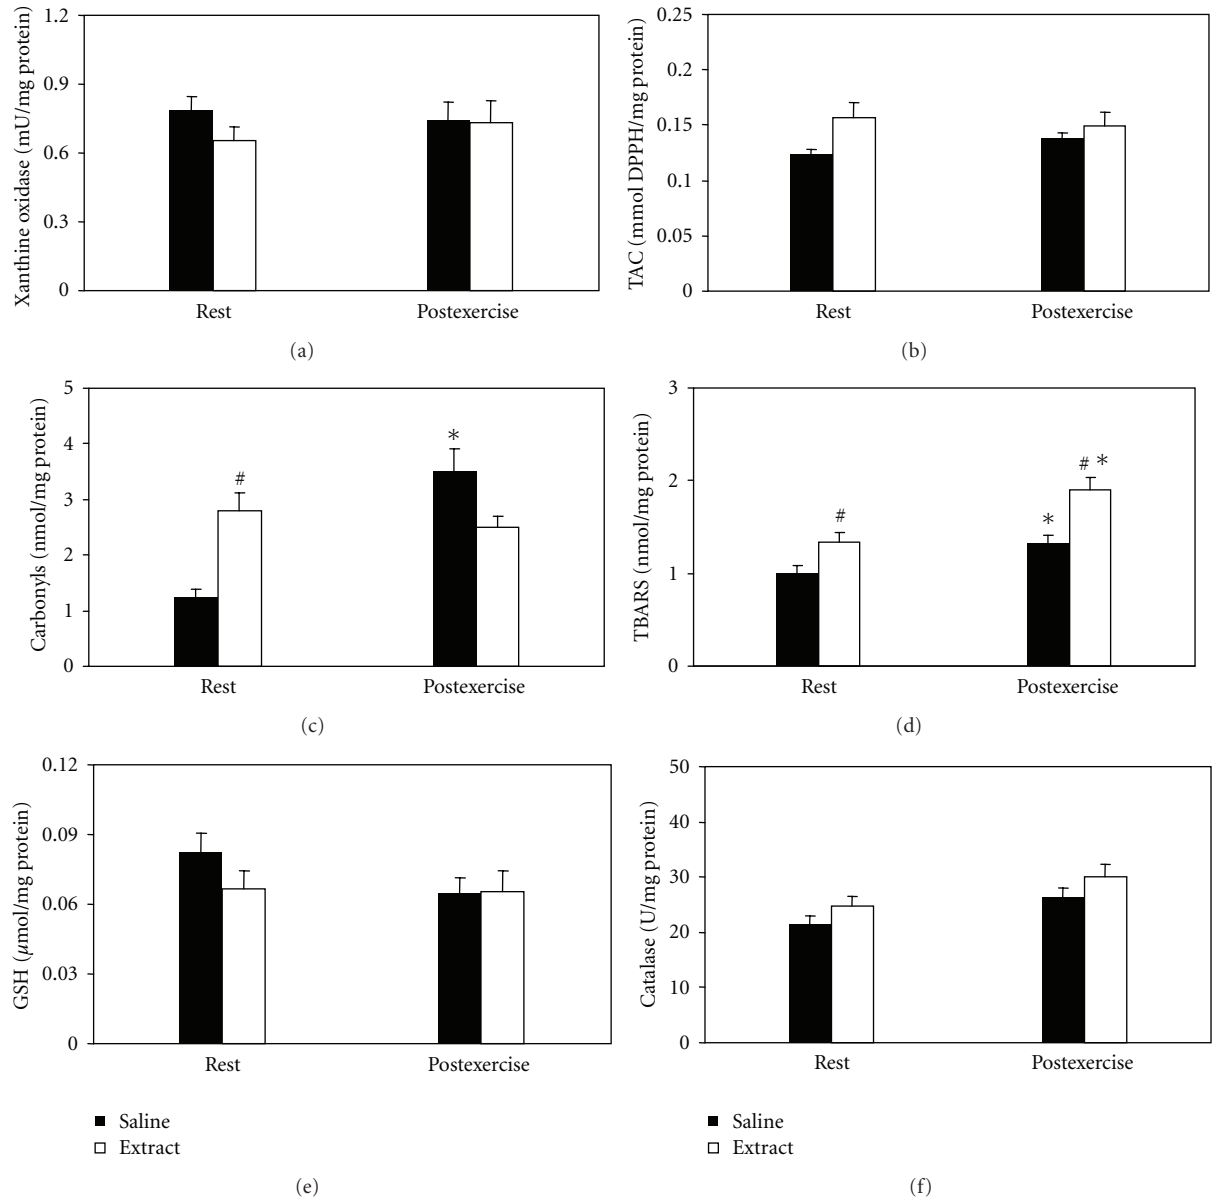 Xanthine oxidase (mU/mg protein)
1.2
0.9
0.6
0.3
0
Rest
Postexercise
(a)
TAC (mmol DPPH/mg protein)
0.25
0.2
0.15
0.1
0.05
0
Rest
Postexercise
(b)
Carbonyls (nmol/mg protein)
5
4
3
2
1
0
#
*
Rest
Postexercise
(c)
TBARS (nmol/mg protein)
3
2
1
0
#
*
# *
Rest
Postexercise
(d)
GSH (µmol/mg protein)
0.12
0.09
0.06
0.03
0
Rest
Postexercise
Saline
Extract
(e)
Catalase (U/mg protein)
50
40
30
20
10
0
Rest
Postexercise
Saline
Extract
(f)